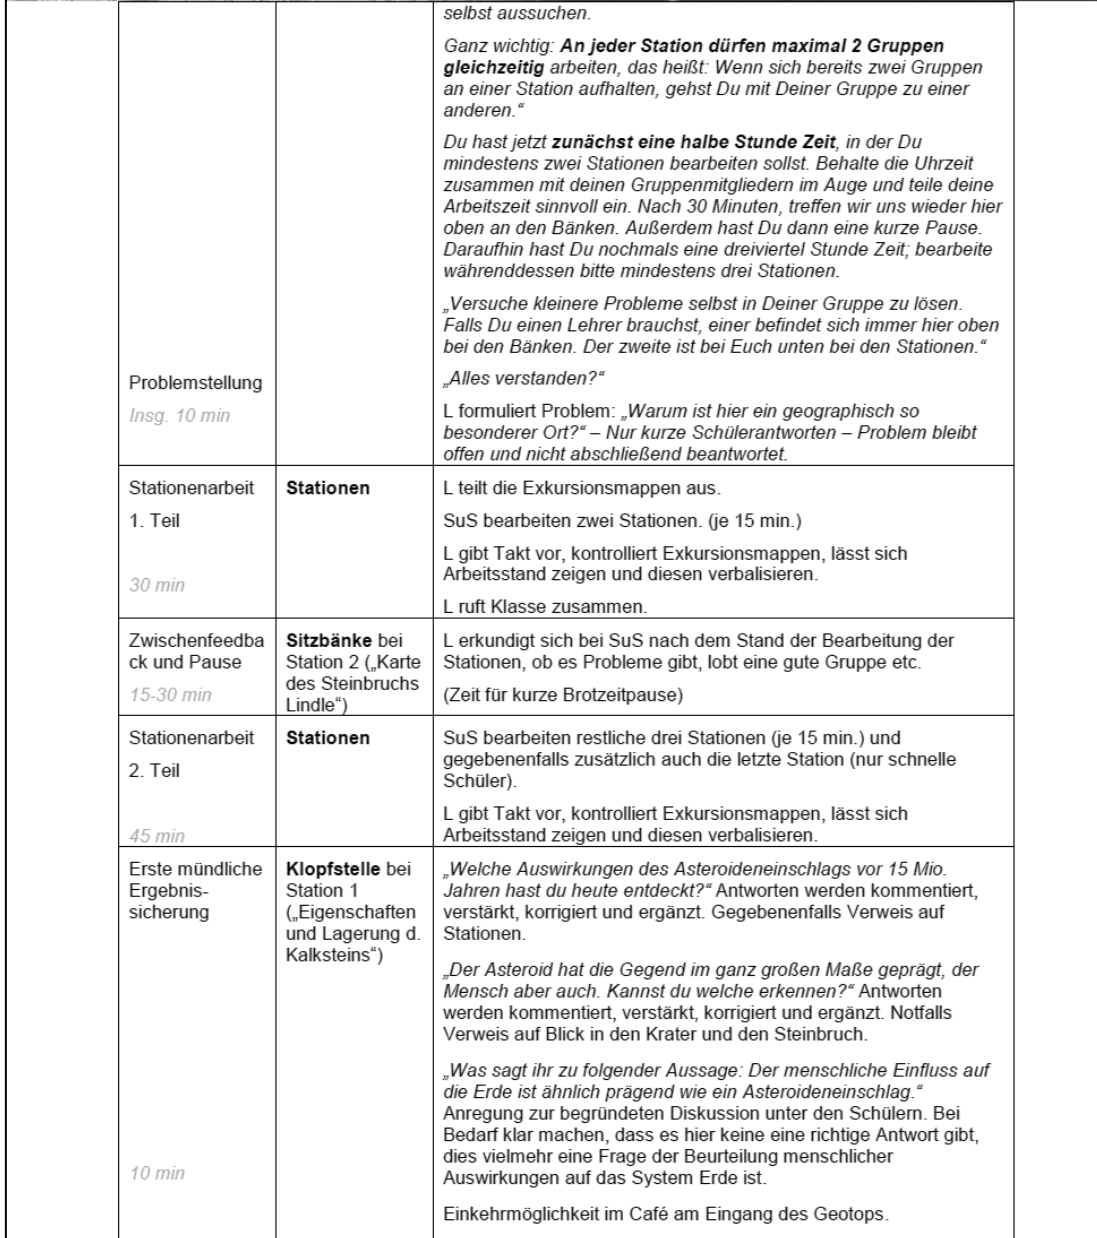 selbst aussuchen.
Ganz wichtig: An jeder Station dürfen maximal 2 Gruppen
gleichzeitig arbeiten, das heißt: Wenn sich bereits zwei Gruppen
an einer Station aufhalten, gehst Du mit Deiner Gruppe zu einer
anderen.“
Du hast jetzt zunächst eine halbe Stunde Zeit, in der Du
mindestens zwei Stationen bearbeiten sollst. Behalte die Uhrzeit
zusammen mit deinen Gruppenmitgliedern im Auge und teile deine
Arbeitszeit sinnvoll ein. Nach 30 Minuten, treffen wir uns wieder hier
oben an den Bänken. Außerdem hast Du dann eine kurze Pause.
Daraufhin hast Du nochmals eine dreiviertel Stunde Zeit; bearbeite
währenddessen bitte mindestens drei Stationen.
„Versuche kleinere Probleme selbst in Deiner Gruppe zu lösen.
Falls Du einen Lehrer brauchst, einer befindet sich immer hier oben
bei den Bänken. Der zweite ist bei Euch unten bei den Stationen.“
Problemstellung
Insg. 10 min
„Alles verstanden?“
L formuliert Problem: „Warum ist hier ein geographisch so
besonderer Ort?“ – Nur kurze Schülerantworten – Problem bleibt
offen und nicht abschließend beantwortet.
Stationenarbeit
1. Teil
30 min
Stationen
L teilt die Exkursionsmappen aus.
SuS bearbeiten zwei Stationen. (je 15 min.)
L gibt Takt vor, kontrolliert Exkursionsmappen, lässt sich
Arbeitsstand zeigen und diesen verbalisieren.
L ruft Klasse zusammen.
Zwischenfeedba
ck und Pause
15-30 min
Sitzbänke bei
Station 2 („Karte
des Steinbruchs
Lindle“)
L erkundigt sich bei SuS nach dem Stand der Bearbeitung der
Stationen, ob es Probleme gibt, lobt eine gute Gruppe etc.
(Zeit für kurze Brotzeitpause)
Stationenarbeit
2. Teil
45 min
Stationen
SuS bearbeiten restliche drei Stationen (je 15 min.) und
gegebenenfalls zusätzlich auch die letzte Station (nur schnelle
Schüler).
L gibt Takt vor, kontrolliert Exkursionsmappen, lässt sich
Arbeitsstand zeigen und diesen verbalisieren.
Erste mündliche
Ergebnis-
sicherung
10 min
Klopfstelle bei
Station 1
(„Eigenschaften
und Lagerung d.
Kalksteins“)
„Welche Auswirkungen des Asteroideneinschlags vor 15 Mio.
Jahren hast du heute entdeckt?“ Antworten werden kommentiert,
verstärkt, korrigiert und ergänzt. Gegebenenfalls Verweis auf
Stationen.
„Der Asteroid hat die Gegend im ganz großen Maße geprägt, der
Mensch aber auch. Kannst du welche erkennen?“ Antworten
werden kommentiert, verstärkt, korrigiert und ergänzt. Notfalls
Verweis auf Blick in den Krater und den Steinbruch.
„Was sagt ihr zu folgender Aussage: Der menschliche Einfluss auf
die Erde ist ähnlich prägend wie ein Asteroideneinschlag.“
Anregung zur begründeten Diskussion unter den Schülern. Bei
Bedarf klar machen, dass es hier keine eine richtige Antwort gibt,
dies vielmehr eine Frage der Beurteilung menschlicher
Auswirkungen auf das System Erde ist.
Einkehrmöglichkeit im Café am Eingang des Geotops.